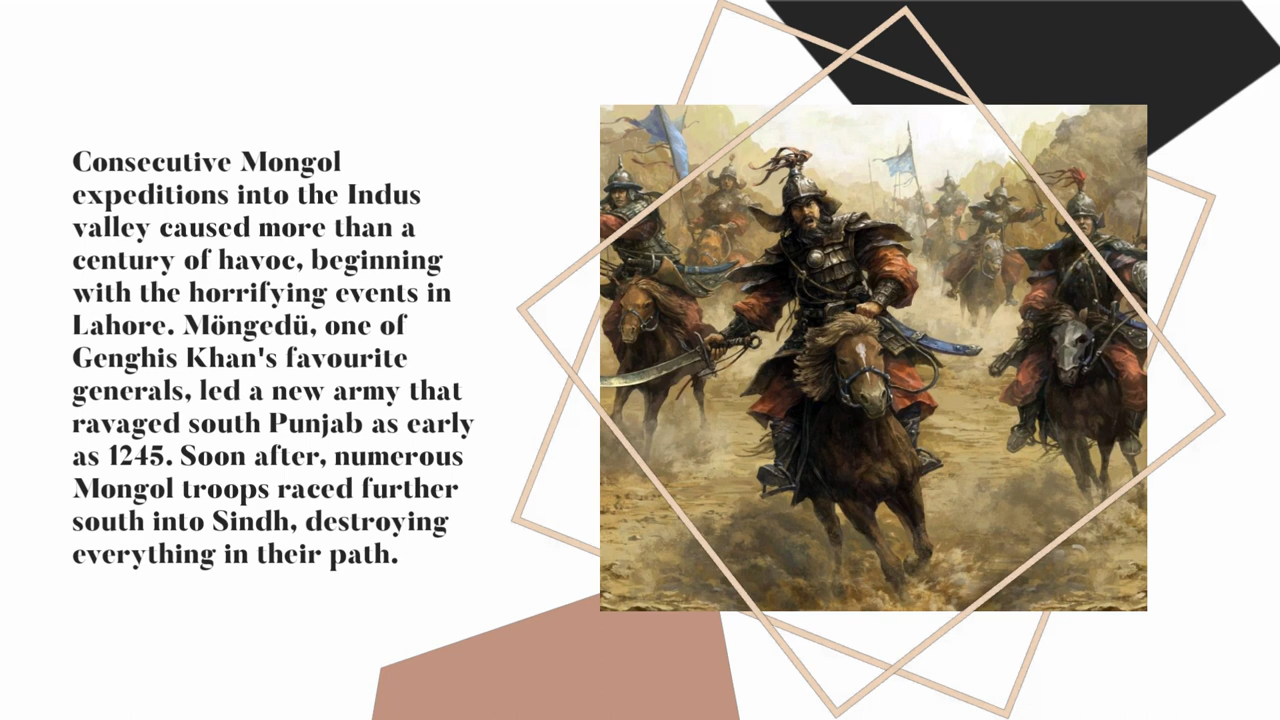 Consecutive Mongol
expeditions into the Indus
valley caused more than a
century of havoc, beginning
with the horrifying events in
Lahore. Möngedü, one of
Genghis Khan's favourite
generals, led a new army that
ravaged south Punjab as early
as 1245. Soon after, numerous
Mongol troops raced further
south into Sindh, destroying
everything in their path.